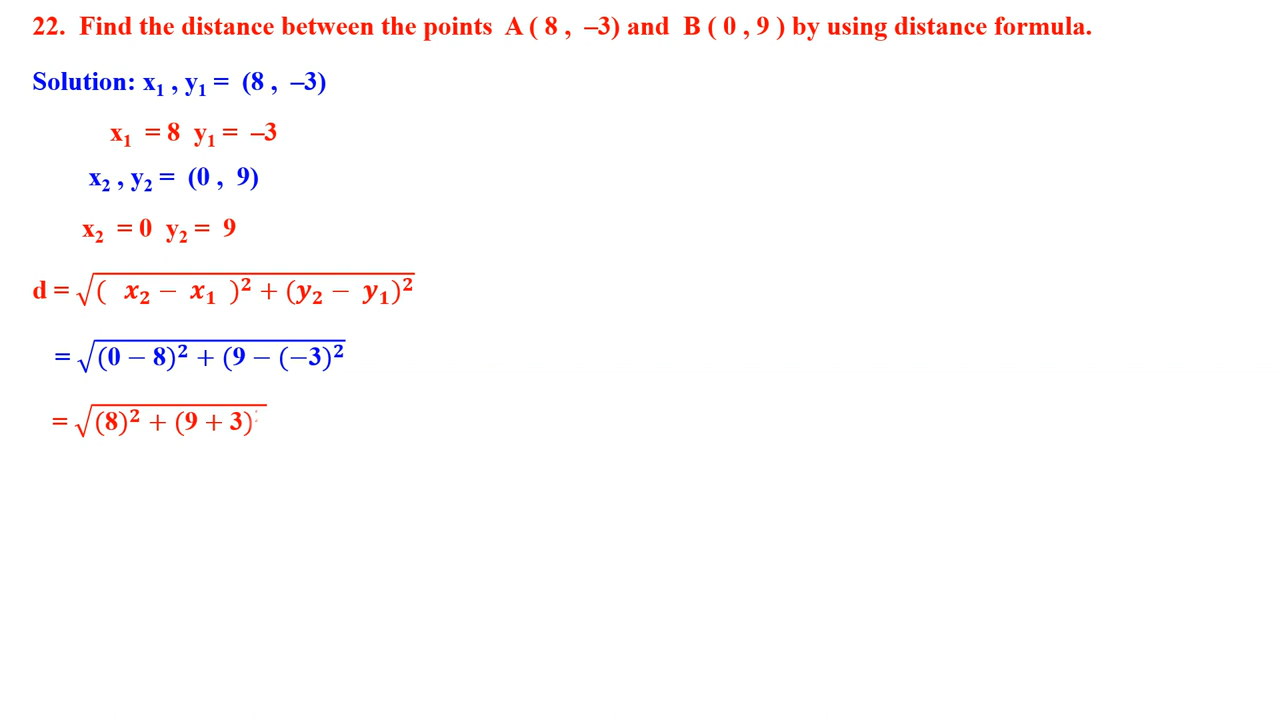 22. Find the distance between the points A ( 8 , –3) and B ( 0 , 9 ) by using distance formula.
Solution: x₁ , y₁ = (8 , –3)
x₁ = 8 y₁ = –3
x₂ , y₂ = (0 , 9)
x₂ = 0 y₂ = 9
d = √(( x₂ − x₁ )² + (y₂ − y₁)²)
= √((0 − 8)² + (9 − (−3)²
= √((8)² + (9 + 3)